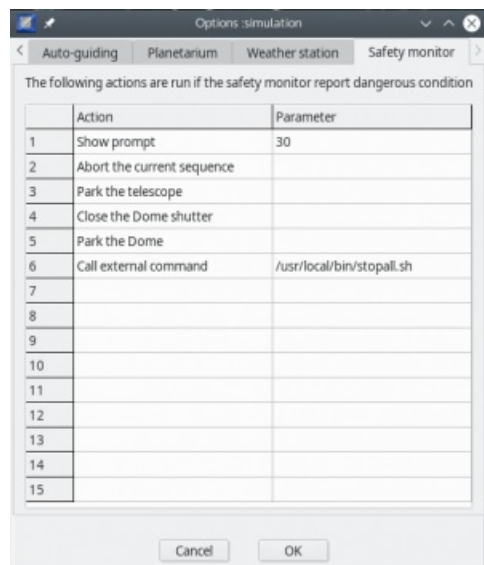 Options :simulation
Auto-guiding Planetarium Weather station Safety monitor
The following actions are run if the safety monitor report dangerous condition
Action Parameter
1 Show prompt 30
2 Abort the current sequence
3 Park the telescope
4 Close the Dome shutter
5 Park the Dome
6 Call external command /usr/local/bin/stopall.sh
7
8
9
10
11
12
13
14
15
Cancel OK